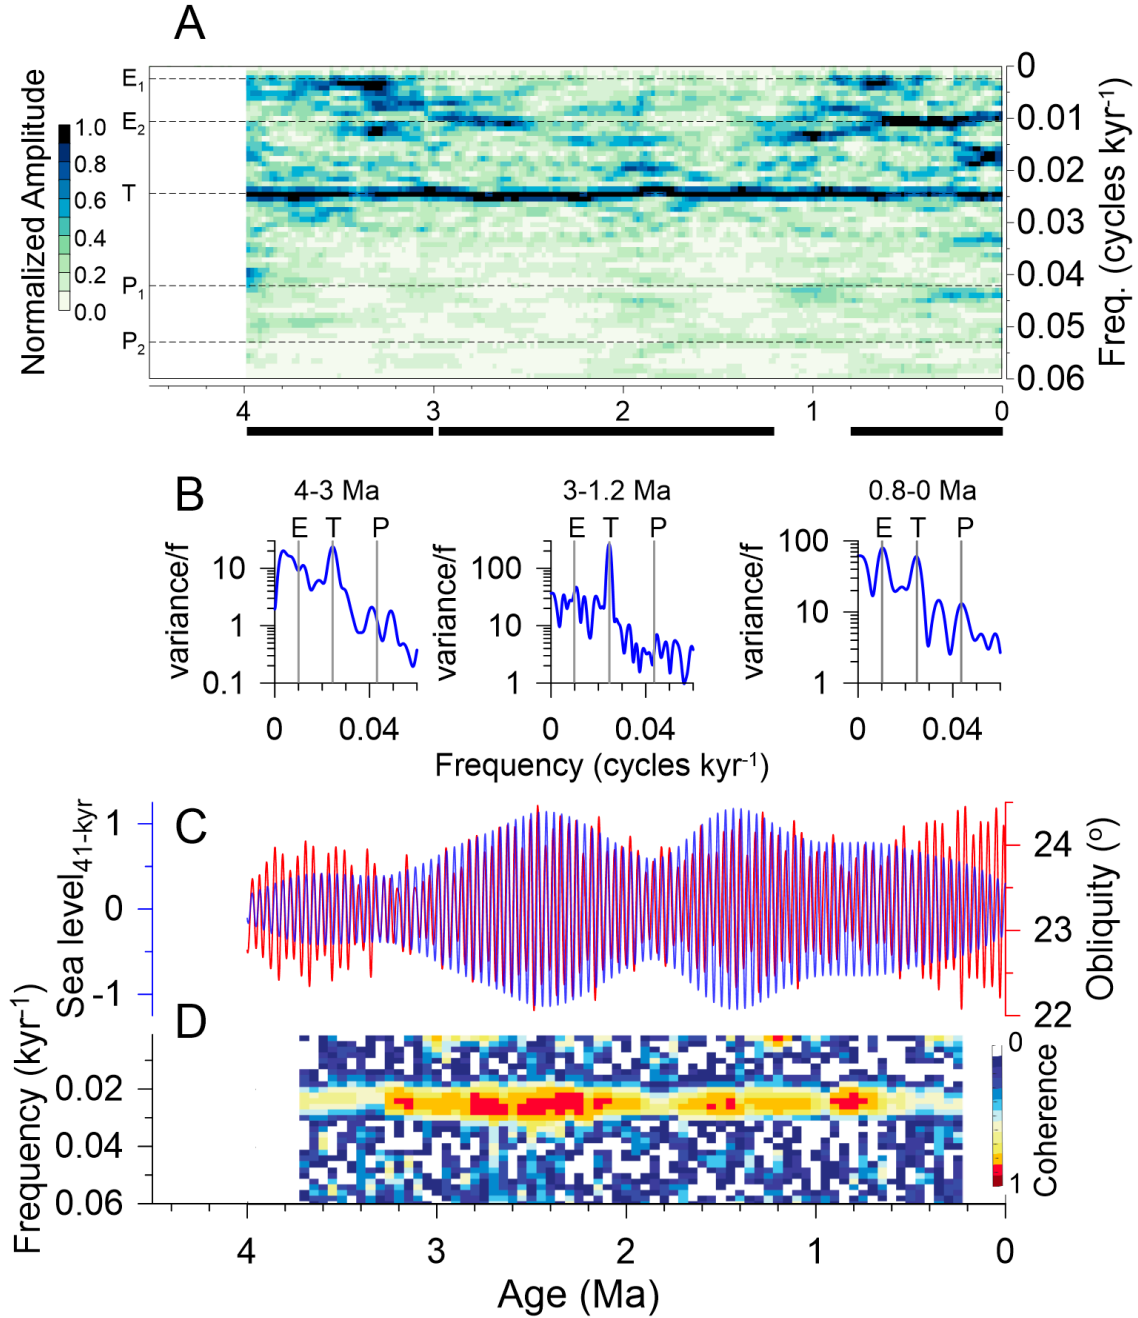 A
Normalized Amplitude
1.0
0.8
0.6
0.4
0.2
0.0
E1
E2
T
P1
P2
0
0.01
0.02
0.03
0.04
0.05
0.06
Freq. (cycles kyr-1)
4 3 2 1 0
B
4-3 Ma 3-1.2 Ma 0.8-0 Ma
E T P E T P E T P
variance/f
10
1
0.1
variance/f
100
10
1
variance/f
100
10
1
0 0.04 0 0.04 0 0.04
Frequency (cycles kyr-1)
C
Sea level41-kyr
1
0
-1
24
23
22
Obliquity (o)
D
Frequency (kyr-1)
0.02
0.04
0.06
0
1
Coherence
4 3 2 1 0
Age (Ma)